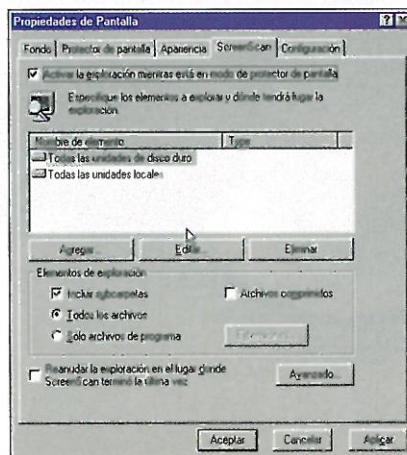 Propiedades de Pantalla
Fondo | Protector de pantalla | Apariencia | ScreenScan | Configuración
Activar la exploración mientras está en modo de protector de pantalla
Especifique los elementos a explorar y dónde tendrá lugar la
exploración.
Nombre de elemento Type
Todas las unidades de disco duro
Todas las unidades locales
Agregar... Editar... Eliminar
Elementos de exploración
Incluir subcarpetas Archivos comprimidos
Todos los archivos
Sólo archivos de programa
Reanudar la exploración en el lugar donde
ScreenScan terminó la última vez
Avanzado...
Aceptar Cancelar Aplicar